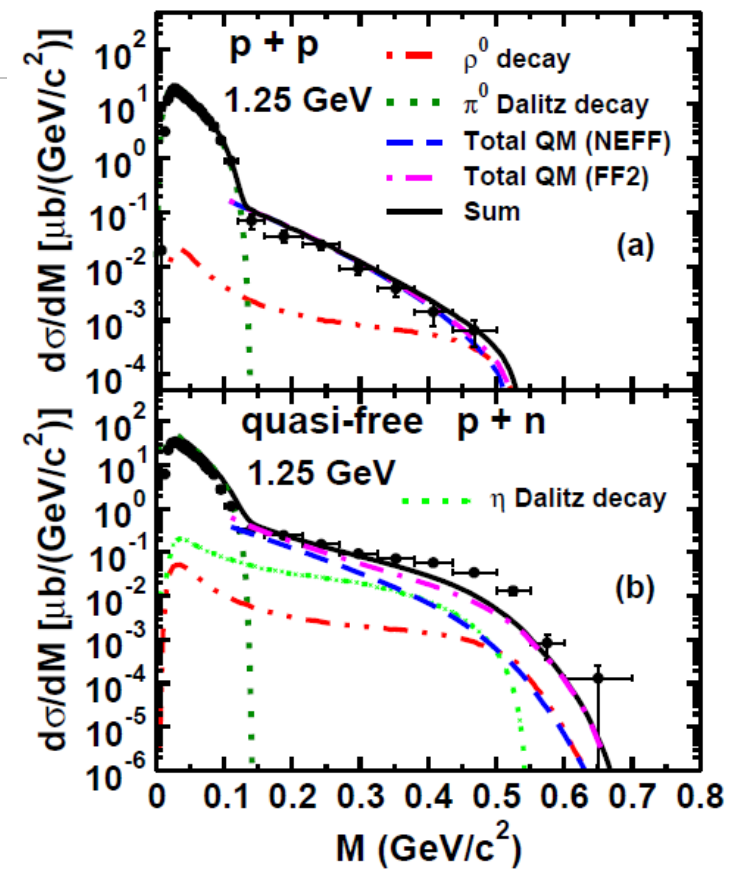 p + p
1.25 GeV
ρ⁰ decay
π⁰ Dalitz decay
Total QM (NEFF)
Total QM (FF2)
Sum
(a)
dσ/dM [μb/(GeV/c²)]
10²
10¹
10⁰
10⁻¹
10⁻²
10⁻³
10⁻⁴
quasi-free p + n
1.25 GeV
η Dalitz decay
(b)
dσ/dM [μb/(GeV/c²)]
10²
10¹
10⁰
10⁻¹
10⁻²
10⁻³
10⁻⁴
10⁻⁵
10⁻⁶
0 0.1 0.2 0.3 0.4 0.5 0.6 0.7 0.8
M (GeV/c²)